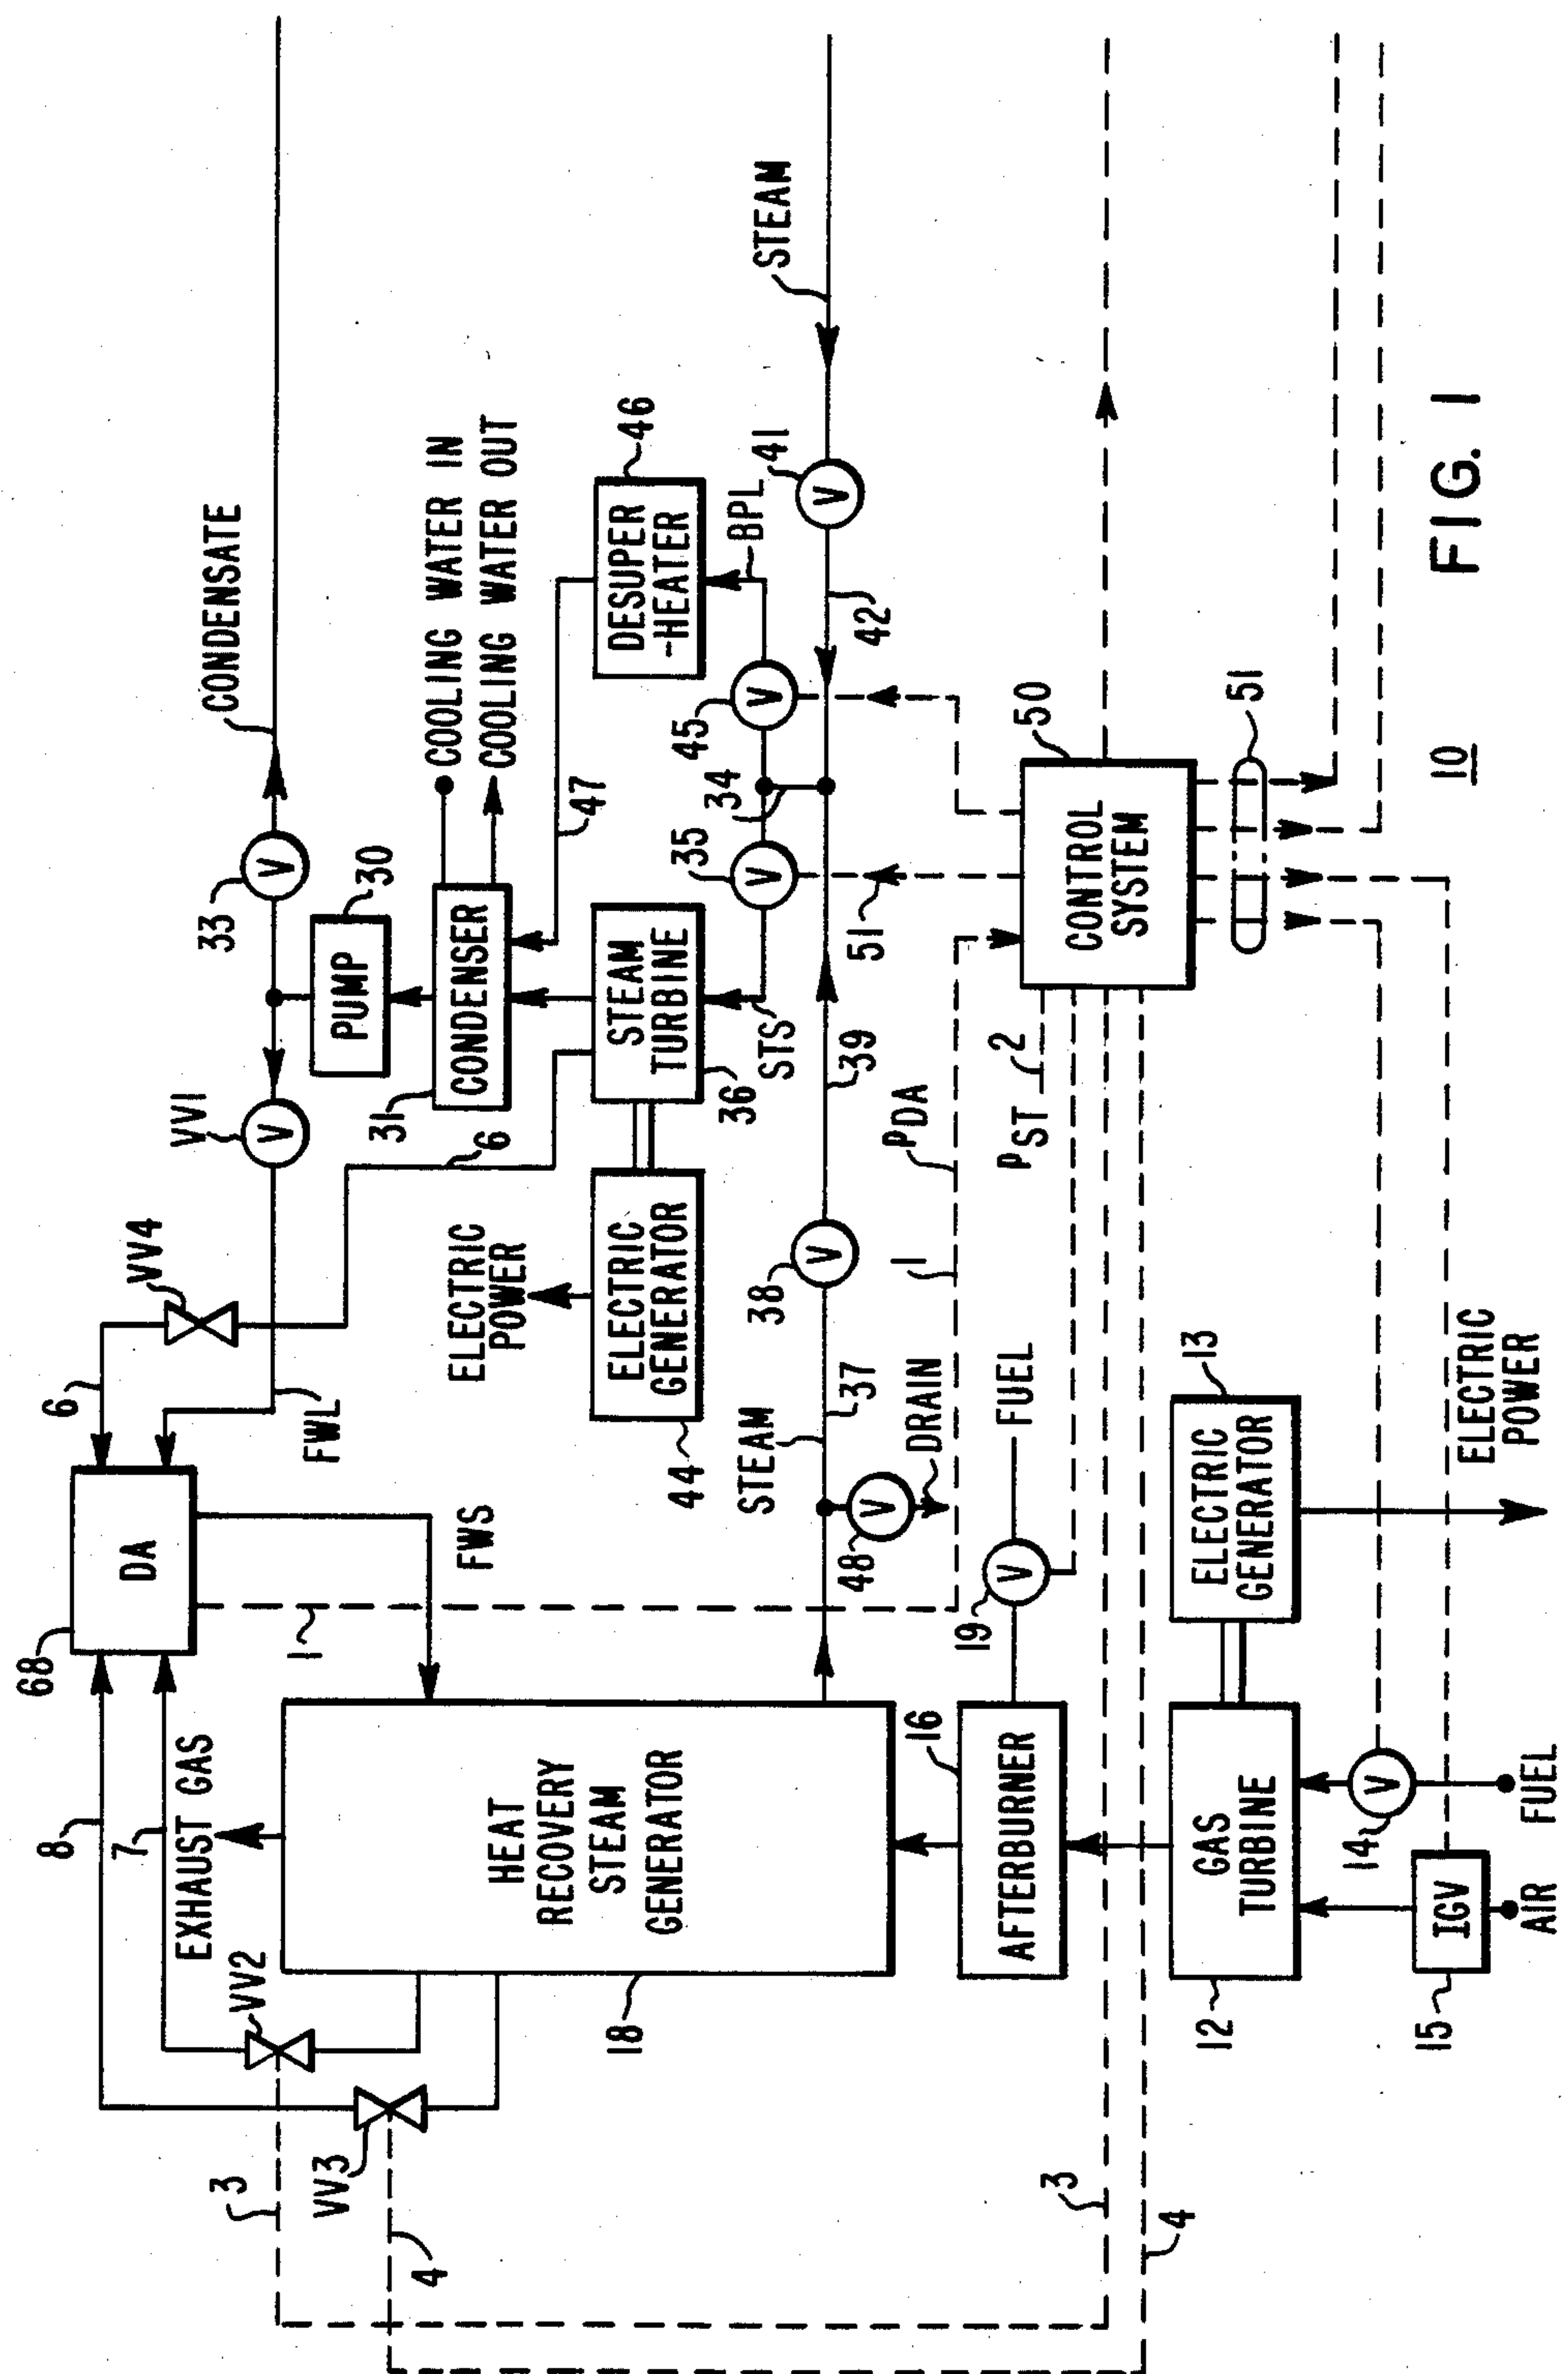 CONDENSATE
33
V
VV1
V
VV4
6
FWL
68
DA
8
7
EXHAUST GAS
VV2
3
VV3
4
PUMP
30
COOLING WATER IN
COOLING WATER OUT
CONDENSER
31
6
47
DESUPER
-HEATER
46
BPL
STEAM
TURBINE
36
STS
ELECTRIC
POWER
ELECTRIC
GENERATOR
44
35
V
34
45
V
STEAM
41
V
42
39
38
V
37
STEAM
48
V
DRAIN
FWS
1
HEAT
RECOVERY
STEAM
GENERATOR
18
51
PDA
1
PST
2
CONTROL
SYSTEM
50
51
FUEL
19
V
AFTERBURNER
16
3
4
GAS
TURBINE
12
ELECTRIC
GENERATOR
13
ELECTRIC
POWER
14
V
FUEL
IGV
15
AIR
10
FIG. 1